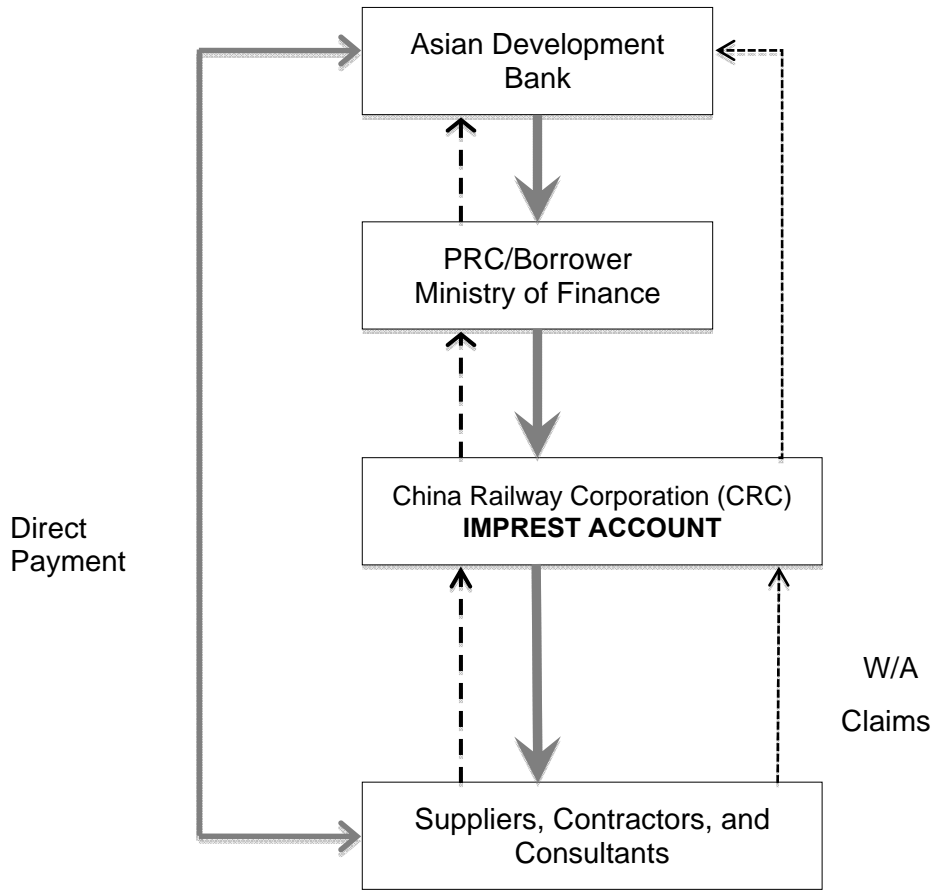 Asian Development
Bank
PRC/Borrower
Ministry of Finance
China Railway Corporation (CRC)
IMPREST ACCOUNT
Direct
Payment
W/A
Claims
Suppliers, Contractors, and
Consultants